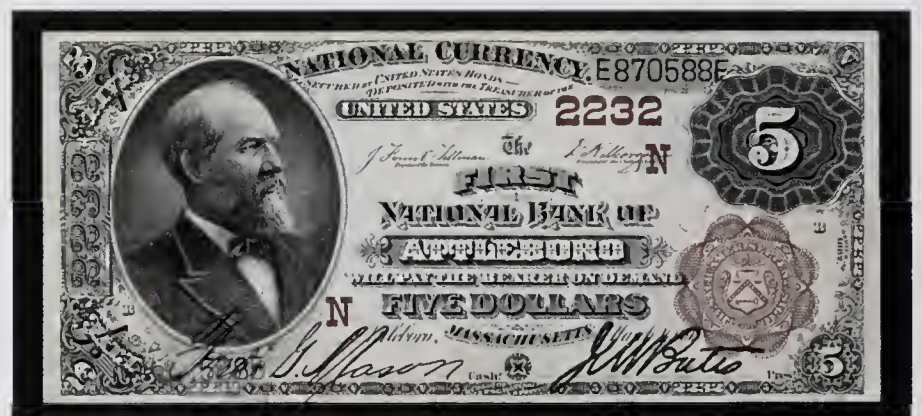 NATIONAL CURRENCY
SECURED BY UNITED STATES BONDS
DEPOSITED WITH THE TREASURER OF THE
UNITED STATES
E870588E
2232
5
The
N
FIRST
NATIONAL BANK OF
ATTLEBORO
WILL PAY THE BEARER ON DEMAND
FIVE DOLLARS
N
MASSACHUSETTS
5